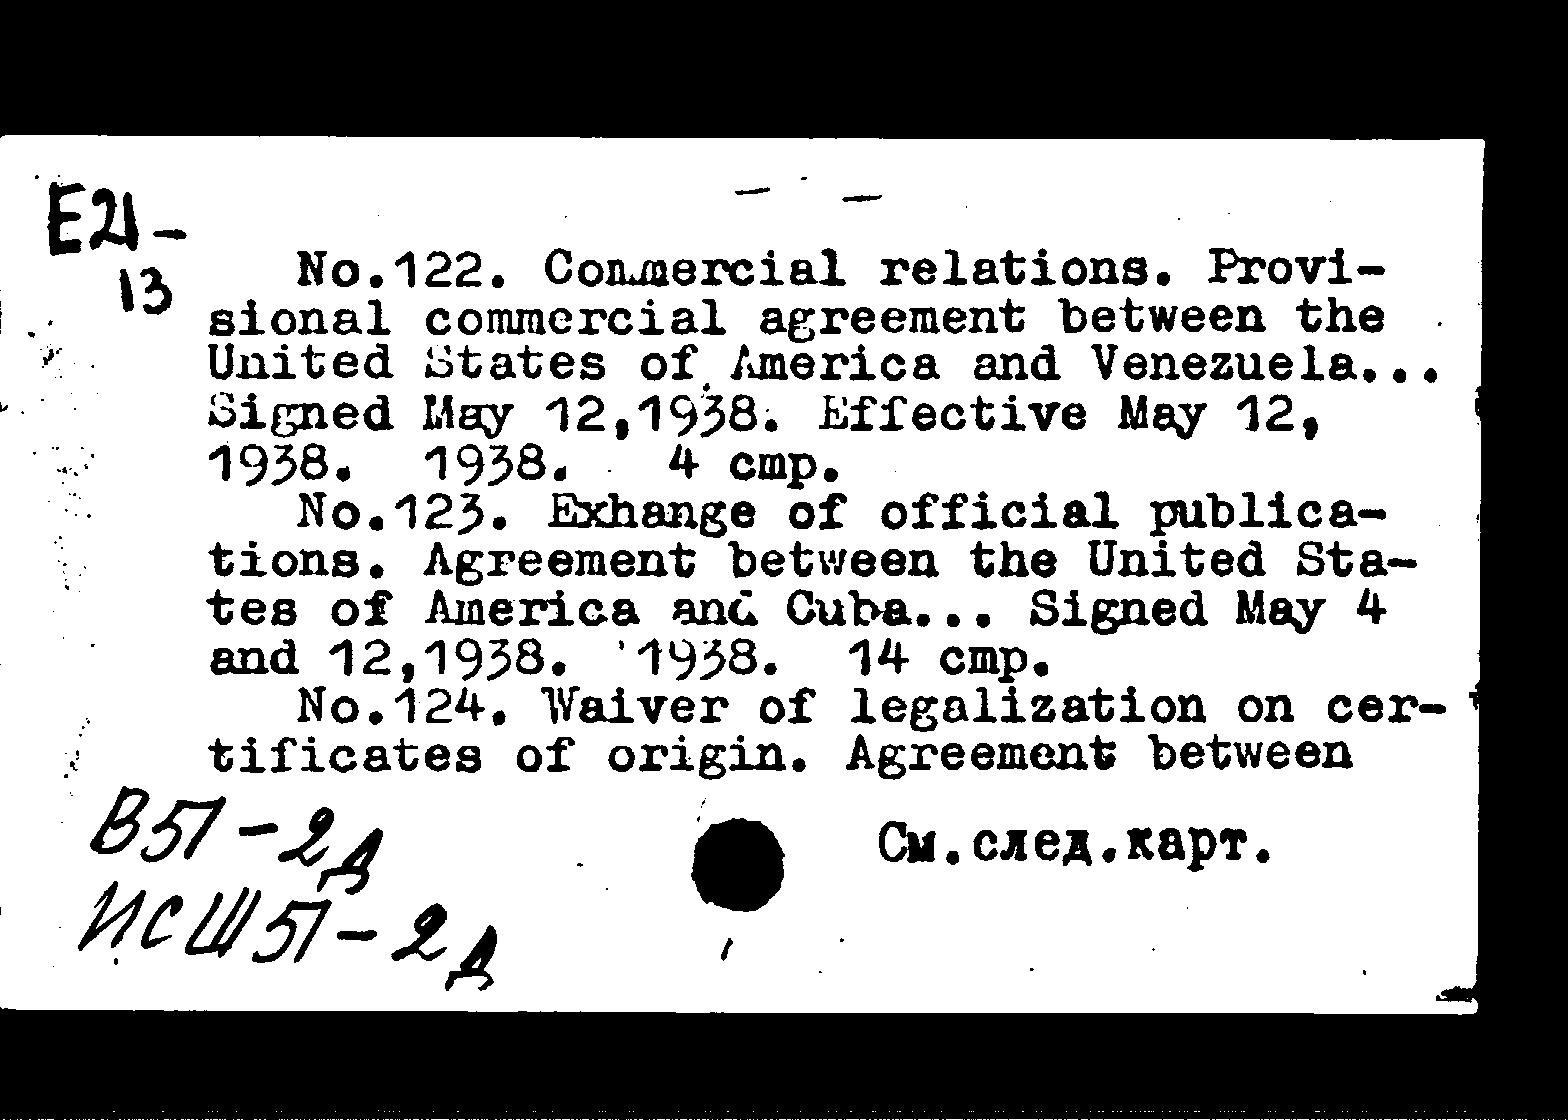 E21-
13
No.122. Commercial relations. Provi-
sional commercial agreement between the
United States of America and Venezuela...
Signed May 12,1938. Effective May 12,
1938. 1938. 4 cmp.
No.123. Exhange of official publica-
tions. Agreement between the United Sta-
tes of America and Cuba... Signed May 4
and 12,1938. 1938. 14 cmp.
No.124. Waiver of legalization on cer-
tificates of origin. Agreement between
См.след.карт.
В51-2д
ИСШ51-2д